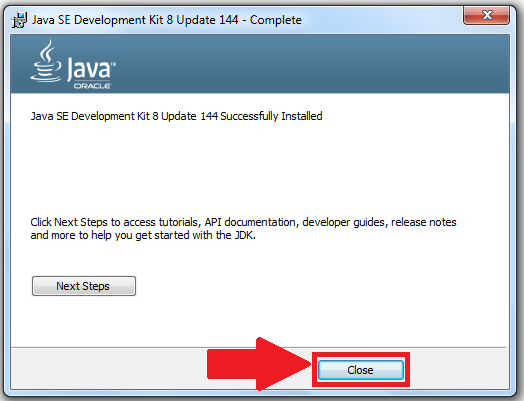 Java SE Development Kit 8 Update 144 - Complete
Java™
ORACLE
Java SE Development Kit 8 Update 144 Successfully Installed
Click Next Steps to access tutorials, API documentation, developer guides, release notes
and more to help you get started with the JDK.
Next Steps
Close